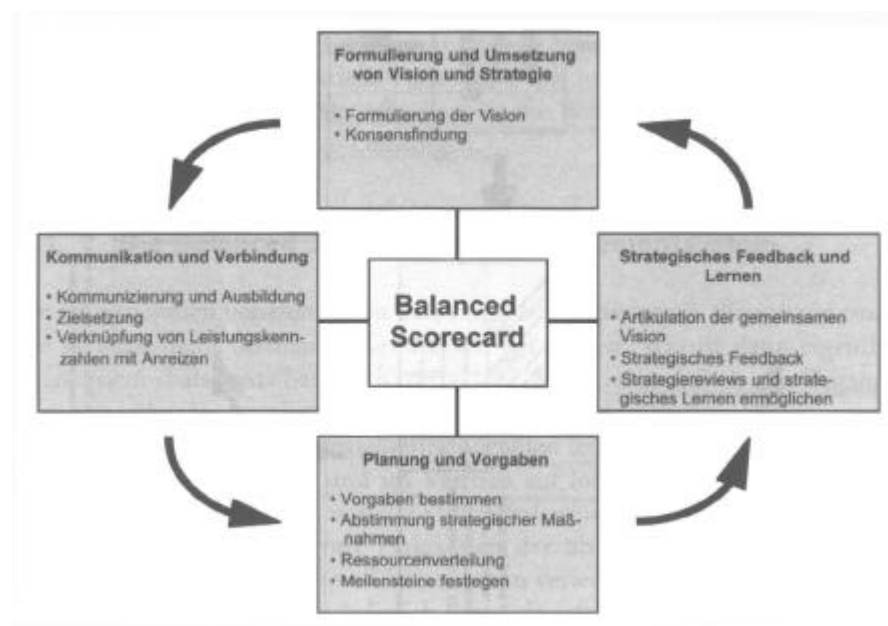 Formulierung und Umsetzung
von Vision und Strategie
• Formulierung der Vision
• Konsensfindung
Kommunikation und Verbindung
• Kommunizierung und Ausbildung
• Zielsetzung
• Verknüpfung von Leistungskenn-
zahlen mit Anreizen
Balanced
Scorecard
Strategisches Feedback und
Lernen
• Artikulation der gemeinsamen
Vision
• Strategisches Feedback
• Strategiereviews und strate-
gisches Lernen ermöglichen
Planung und Vorgaben
• Vorgaben bestimmen
• Abstimmung strategischer Maß-
nahmen
• Ressourcenverteilung
• Meilensteine festlegen